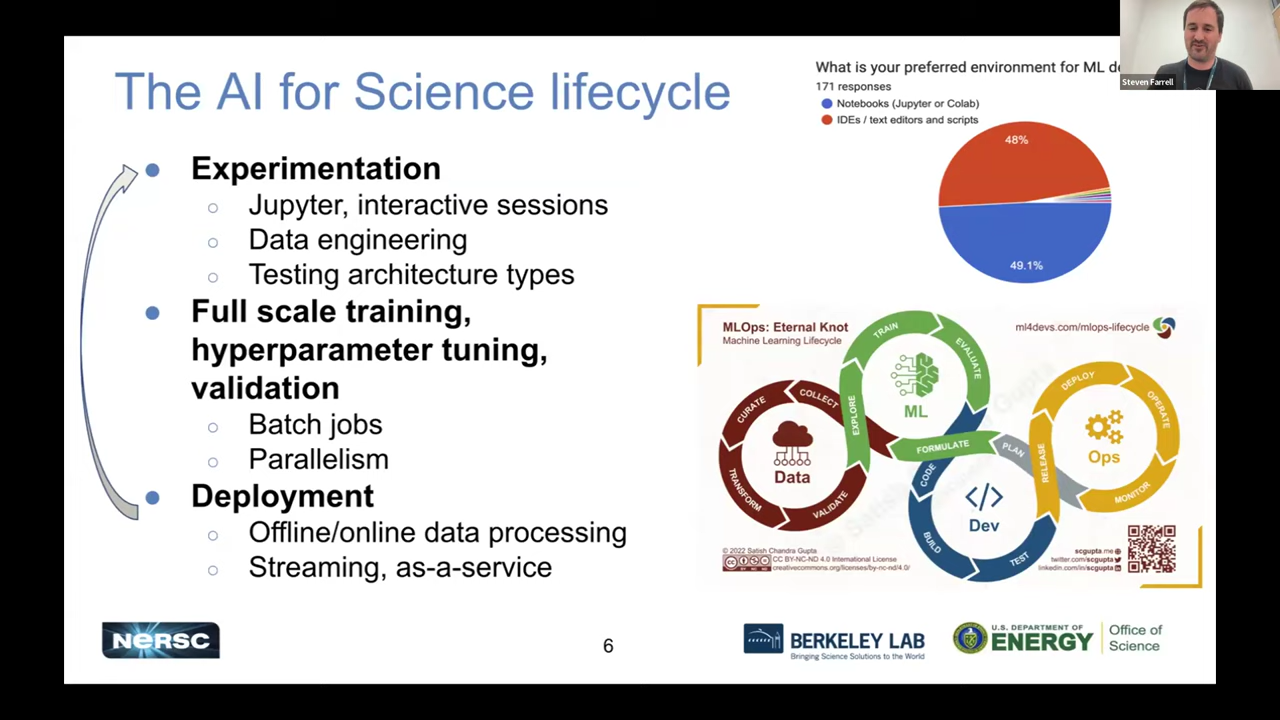 The AI for Science lifecycle
Experimentation
Jupyter, interactive sessions
Data engineering
Testing architecture types
Full scale training,
hyperparameter tuning,
validation
Batch jobs
Parallelism
Deployment
Offline/online data processing
Streaming, as-a-service
What is your preferred environment for ML de
171 responses
Notebooks (Jupyter or Colab)
IDEs / text editors and scripts
48%
49.1%
Steven Farrell
MLOps: Eternal Knot
Machine Learning Lifecycle
ml4devs.com/mlops-lifecycle
CURATE
COLLECT
TRANSFORM
VALIDATE
Data
EXPLORE
TRAIN
EVALUATE
ML
FORMULATE
PLAN
CODE
BUILD
TEST
Dev
RELEASE
DEPLOY
OPERATE
MONITOR
Ops
© 2022 Satish Chandra Gupta
CC BY-NC-ND 4.0 International License
creativecommons.org/licenses/by-nc-nd/4.0/
scgupta.me
twitter.com/scgupta
linkedin.com/in/scgupta
NERSC
6
BERKELEY LAB
Bringing Science Solutions to the World
U.S. DEPARTMENT OF
ENERGY
Office of
Science